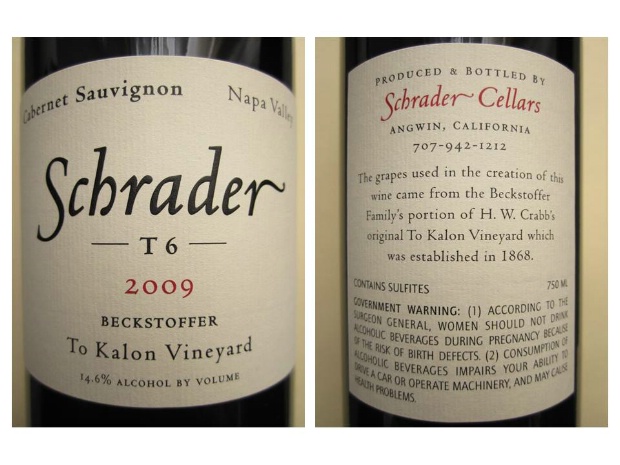 Cabernet Sauvignon Napa Valley
Schrader
T6
2009
BECKSTOFFER
To Kalon Vineyard
14.6% ALCOHOL BY VOLUME
PRODUCED & BOTTLED BY
Schrader Cellars
ANGWIN, CALIFORNIA
707-942-1212
The grapes used in the creation of this
wine came from the Beckstoffer
Family's portion of H. W. Crabb's
original To Kalon Vineyard which
was established in 1868.
CONTAINS SULFITES 750 ML
GOVERNMENT WARNING: (1) ACCORDING TO THE
SURGEON GENERAL, WOMEN SHOULD NOT DRINK
ALCOHOLIC BEVERAGES DURING PREGNANCY BECAUSE
OF THE RISK OF BIRTH DEFECTS. (2) CONSUMPTION OF
ALCOHOLIC BEVERAGES IMPAIRS YOUR ABILITY TO
DRIVE A CAR OR OPERATE MACHINERY, AND MAY CAUSE
HEALTH PROBLEMS.